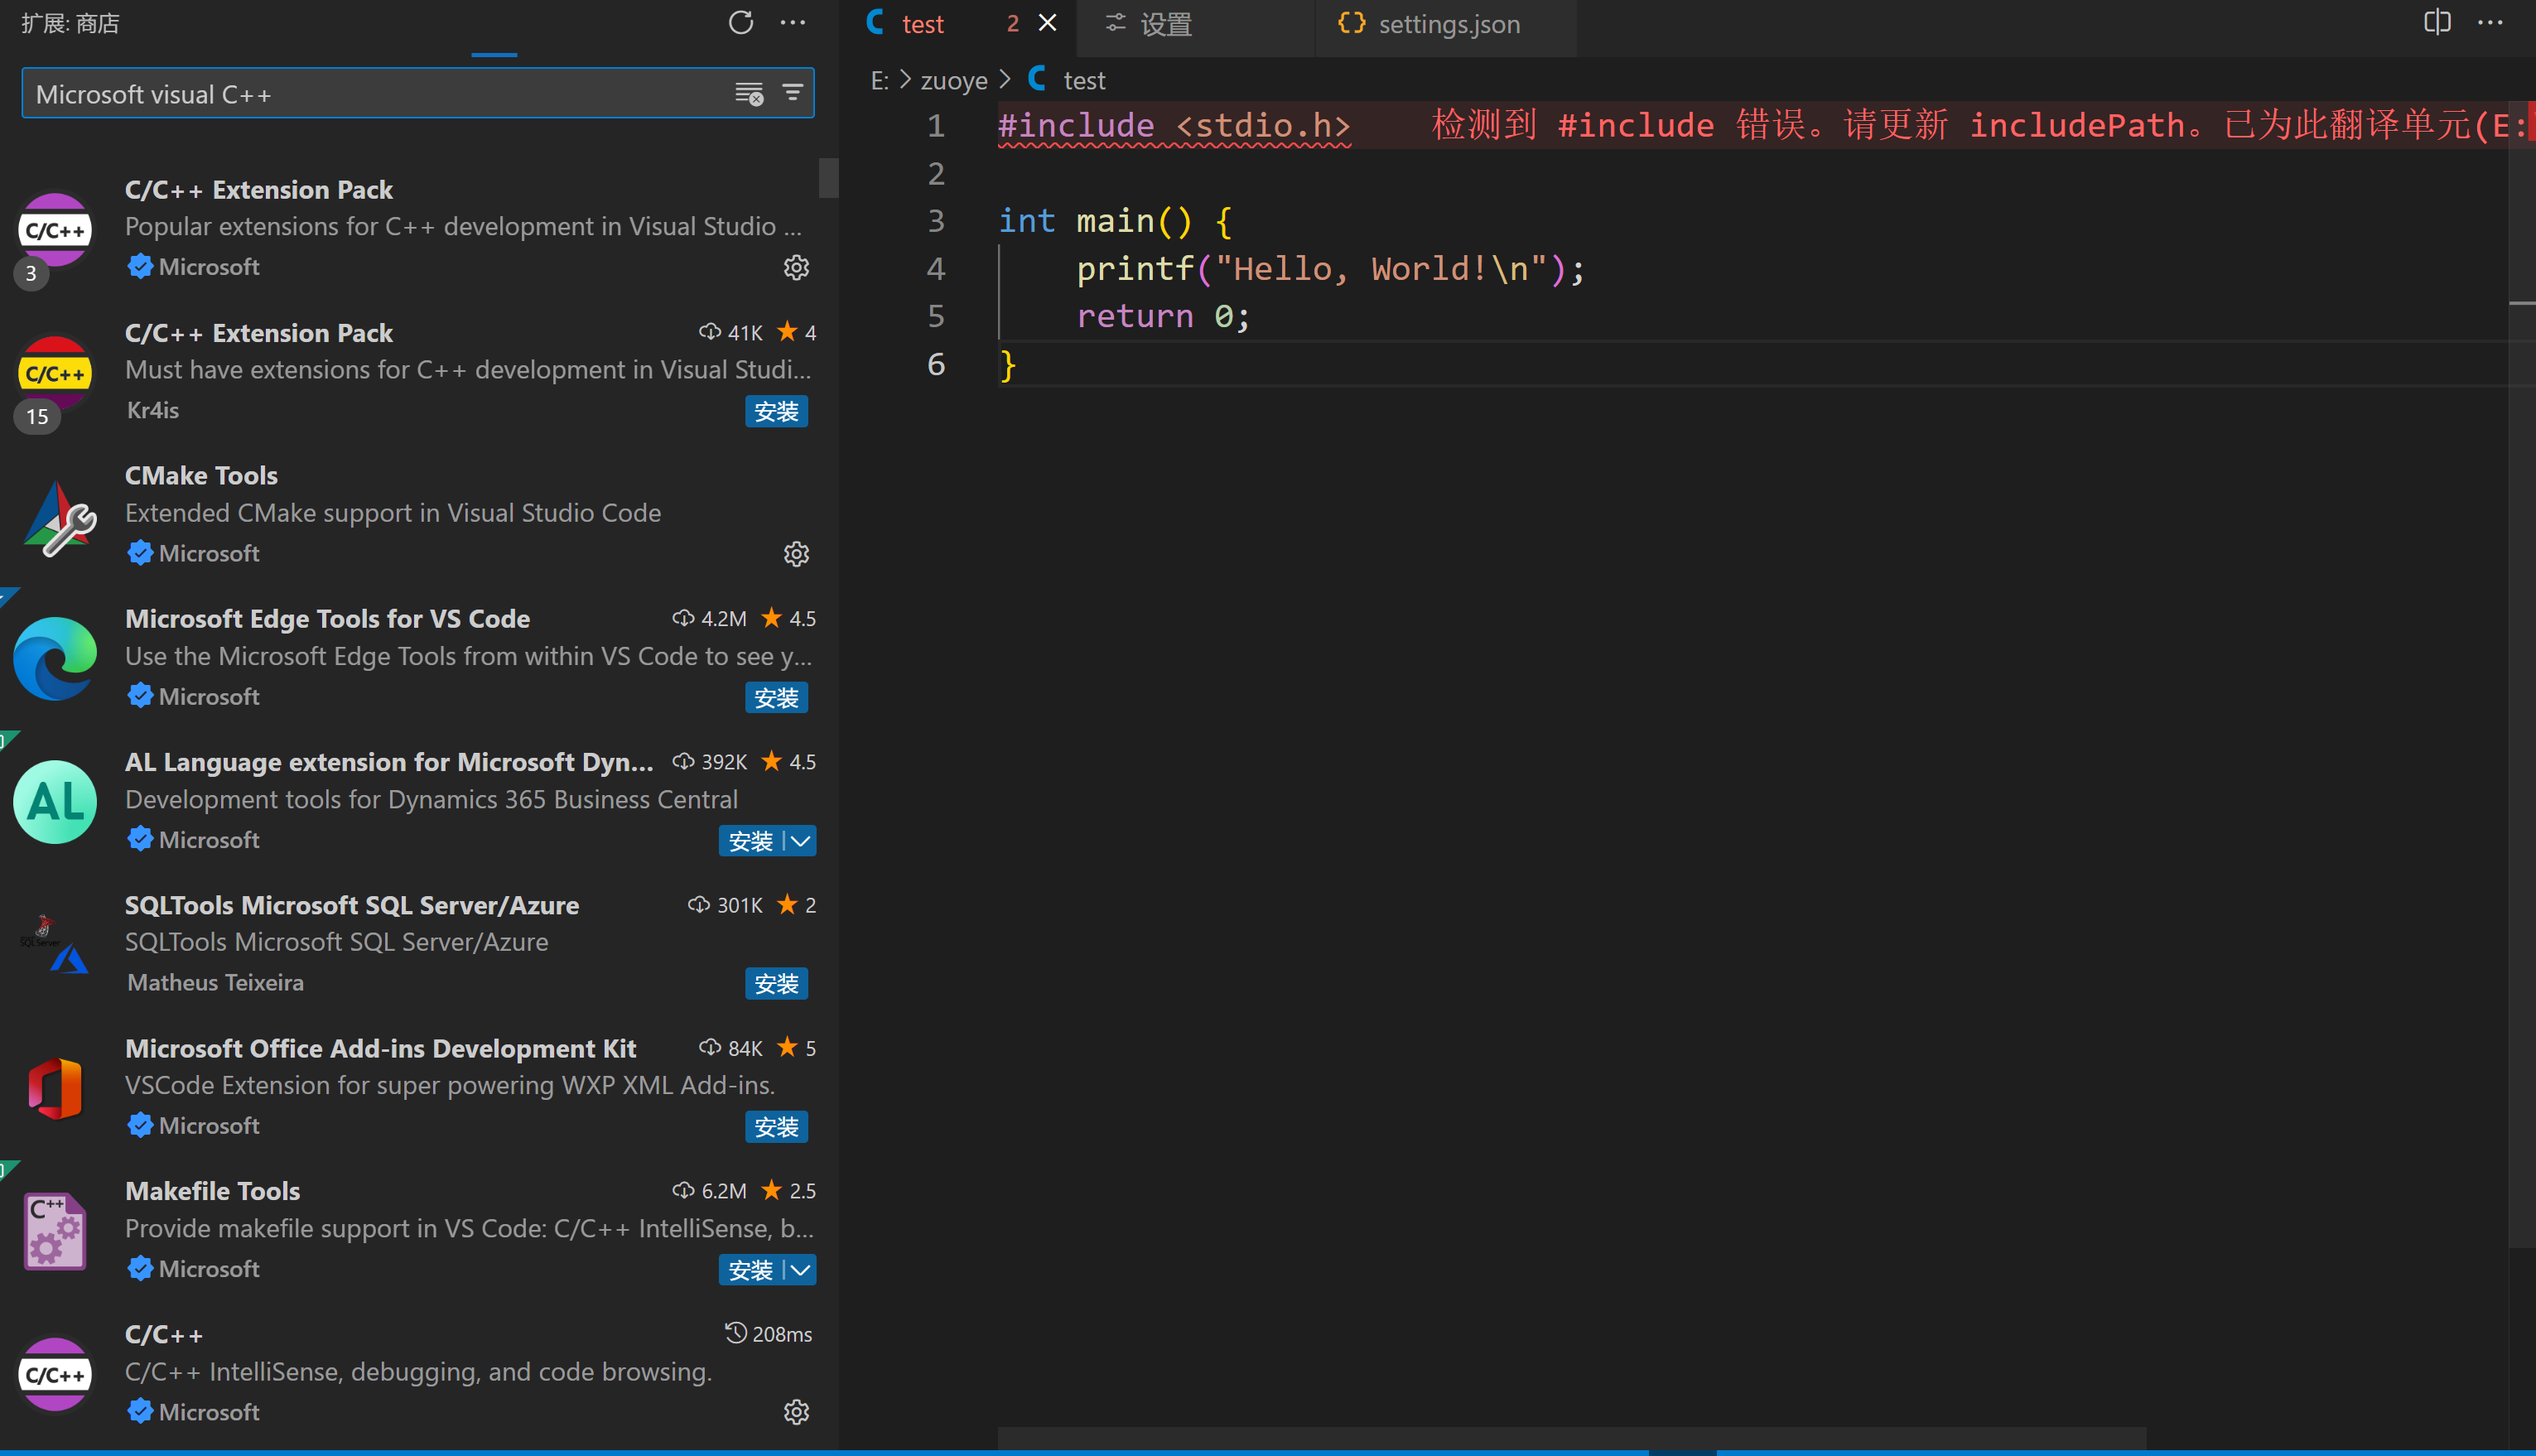 扩展: 商店
Microsoft visual C++
C/C++ Extension Pack
Popular extensions for C++ development in Visual Studio ...
Microsoft
C/C++
3
C/C++ Extension Pack 41K 4
Must have extensions for C++ development in Visual Studi...
Kr4is 安装
C/C++
15
CMake Tools
Extended CMake support in Visual Studio Code
Microsoft
Microsoft Edge Tools for VS Code 4.2M 4.5
Use the Microsoft Edge Tools from within VS Code to see y...
Microsoft 安装
AL Language extension for Microsoft Dyn... 392K 4.5
Development tools for Dynamics 365 Business Central
Microsoft 安装
AL
SQLTools Microsoft SQL Server/Azure 301K 2
SQLTools Microsoft SQL Server/Azure
Matheus Teixeira 安装
SQLServer
Microsoft Office Add-ins Development Kit 84K 5
VSCode Extension for super powering WXP XML Add-ins.
Microsoft 安装
Makefile Tools 6.2M 2.5
Provide makefile support in VS Code: C/C++ IntelliSense, b...
Microsoft 安装
C++
C/C++ 208ms
C/C++ IntelliSense, debugging, and code browsing.
Microsoft
C/C++
C test 2 设置 {} settings.json
E: > zuoye > C test
1 #include <stdio.h> 检测到 #include 错误。请更新 includePath。已为此翻译单元(E:
2
3 int main() {
4 printf("Hello, World!\n");
5 return 0;
6 }